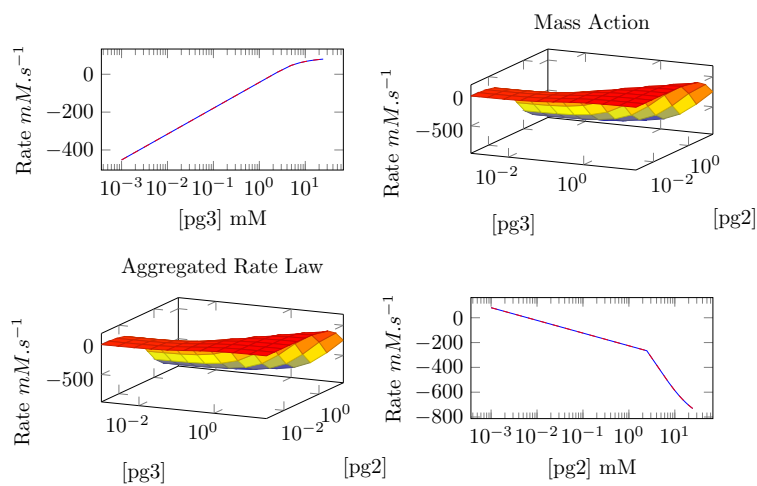 Mass Action
Rate mM.s^{-1}
0
−200
−400
10^{-3} 10^{-2} 10^{-1} 10^{0} 10^{1}
[pg3] mM
Rate mM.s^{-1}
0
−500
10^{-2} 10^{0}
10^{-2} 10^{0}
[pg3]
[pg2]
Aggregated Rate Law
Rate mM.s^{-1}
0
−500
10^{-2} 10^{0}
10^{-2} 10^{0}
[pg3]
[pg2]
Rate mM.s^{-1}
0
−200
−400
−600
−800
10^{-3} 10^{-2} 10^{-1} 10^{0} 10^{1}
[pg2] mM